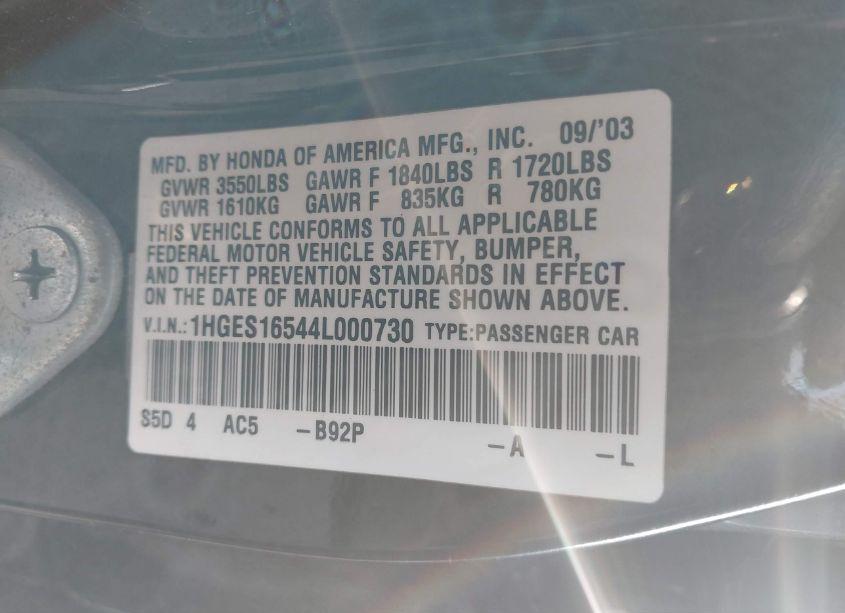 MFD. BY HONDA OF AMERICA MFG., INC. 09/'03
GVWR 3550LBS GAWR F 1840LBS R 1720LBS
GVWR 1610KG GAWR F 835KG R 780KG
THIS VEHICLE CONFORMS TO ALL APPLICABLE
FEDERAL MOTOR VEHICLE SAFETY, BUMPER,
AND THEFT PREVENTION STANDARDS IN EFFECT
ON THE DATE OF MANUFACTURE SHOWN ABOVE.
V.I.N.:1HGES16544L000730 TYPE:PASSENGER CAR
S5D 4 AC5 -B92P -A -L